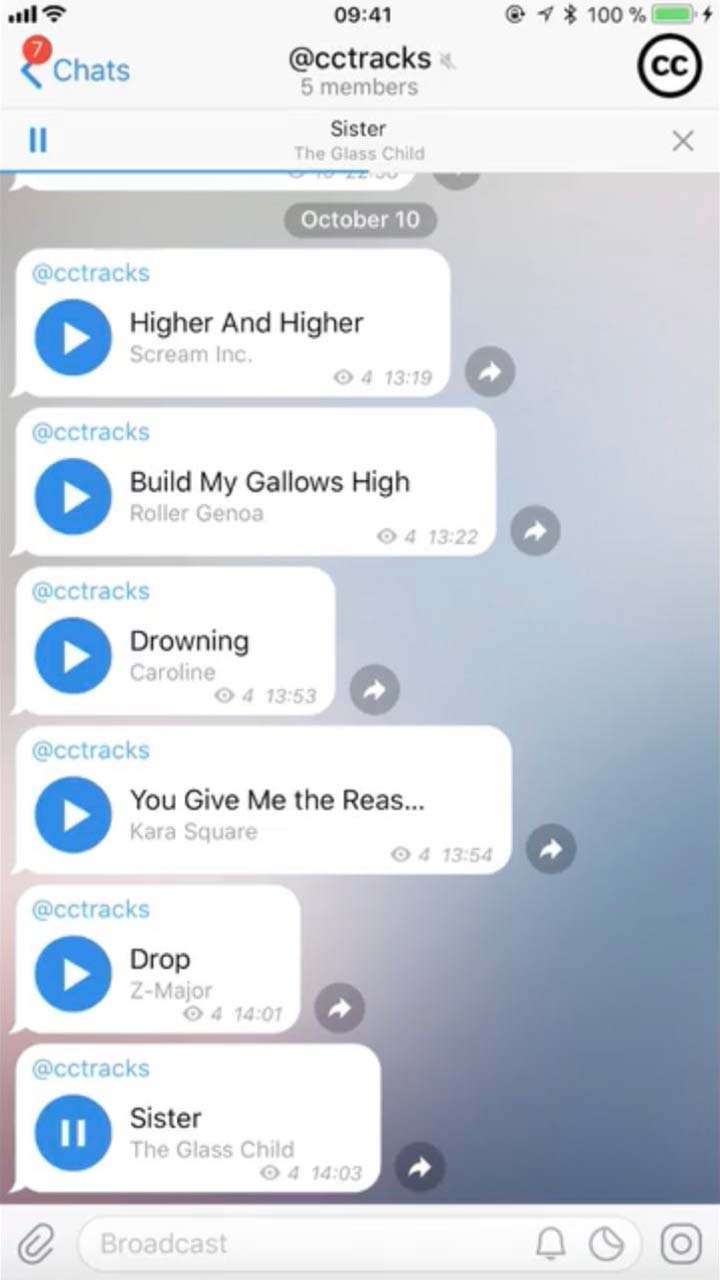 09:41
100 %
7
Chats
@cctracks
5 members
CC
Sister
The Glass Child
October 10
@cctracks
Higher And Higher
Scream Inc.
4 13:19
@cctracks
Build My Gallows High
Roller Genoa
4 13:22
@cctracks
Drowning
Caroline
4 13:53
@cctracks
You Give Me the Reas...
Kara Square
4 13:54
@cctracks
Drop
Z-Major
4 14:01
@cctracks
Sister
The Glass Child
4 14:03
Broadcast